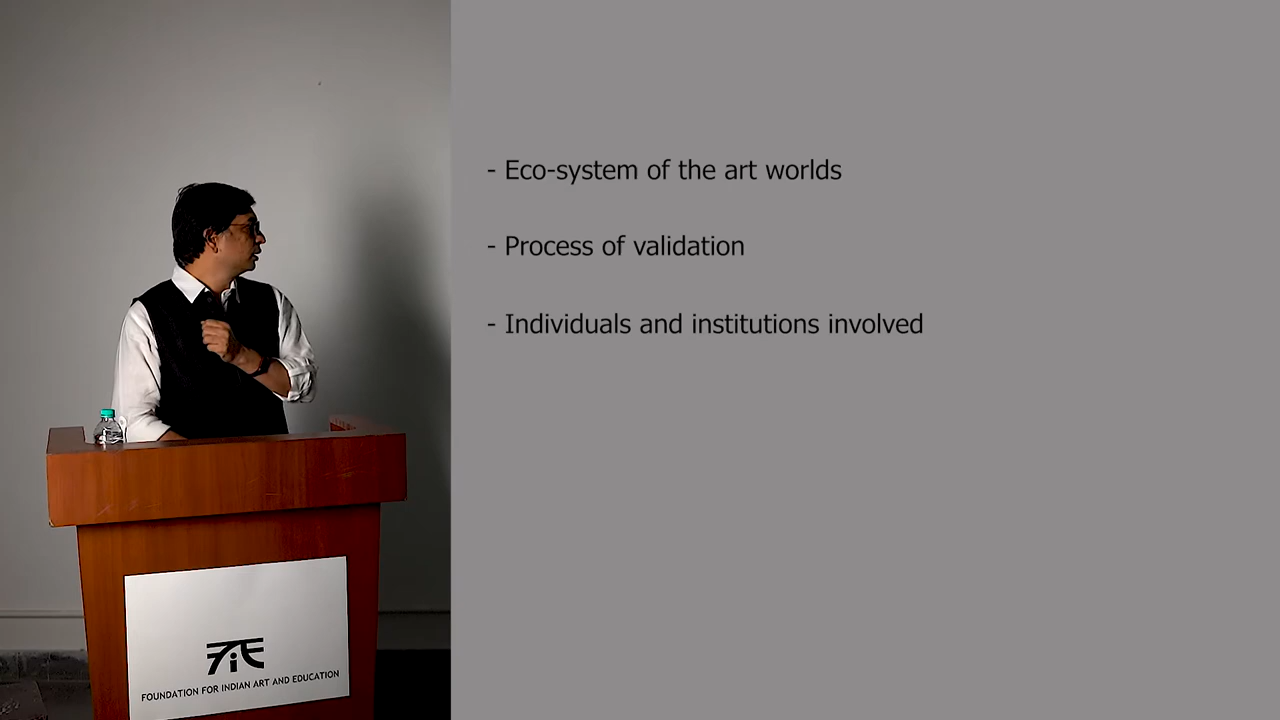 - Eco-system of the art worlds
- Process of validation
- Individuals and institutions involved
FiE
FOUNDATION FOR INDIAN ART AND EDUCATION